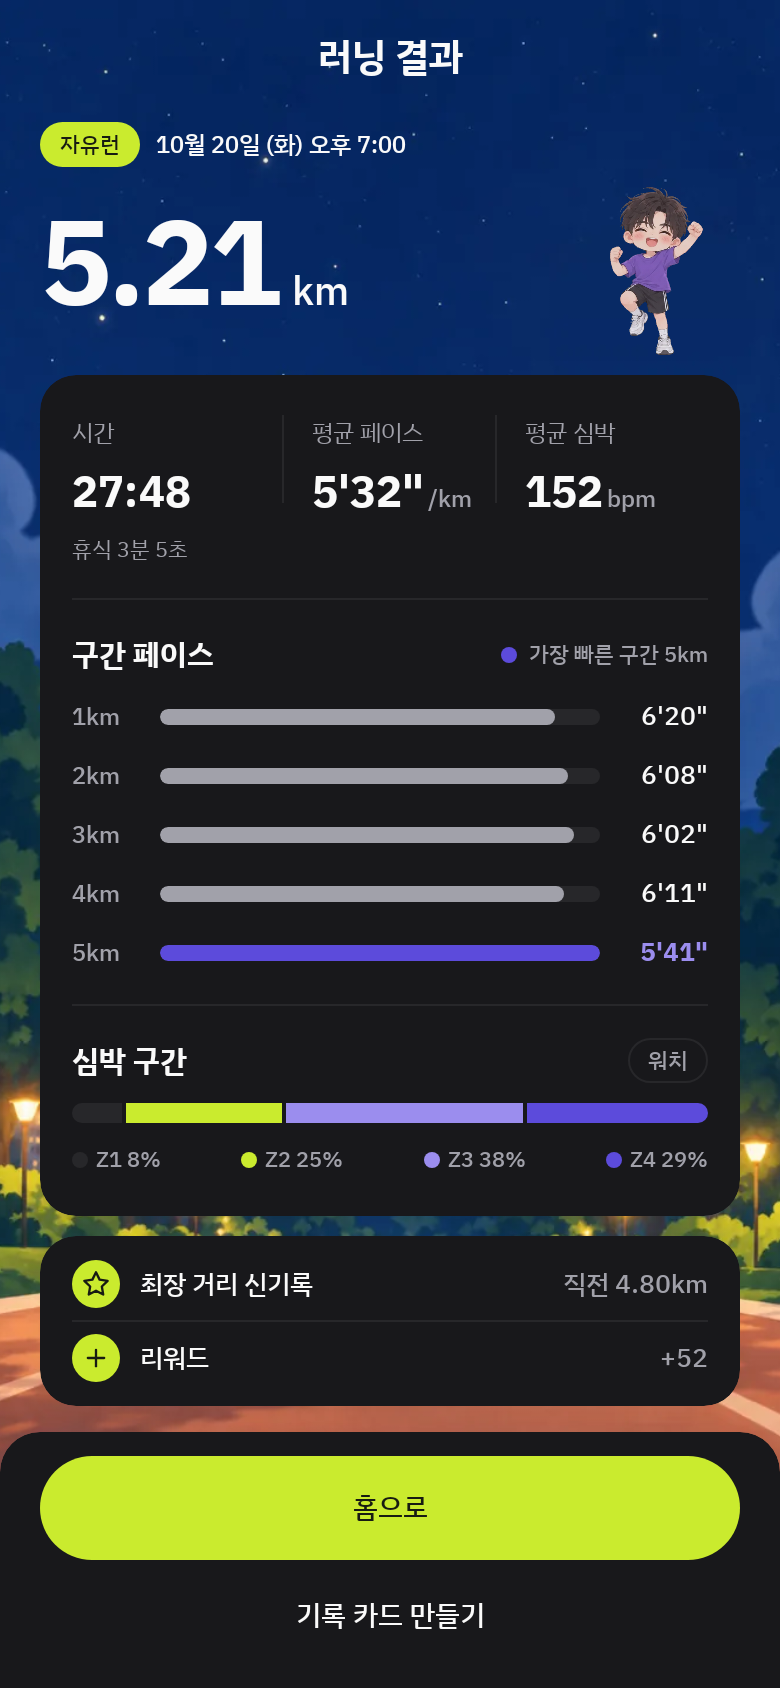 러닝 결과
자유런 10월 20일 (화) 오후 7:00
5.21 km
시간 평균 페이스 평균 심박
27:48 5'32" /km 152 bpm
휴식 3분 5초
구간 페이스 가장 빠른 구간 5km
1km 6'20"
2km 6'08"
3km 6'02"
4km 6'11"
5km 5'41"
심박 구간 워치
Z1 8% Z2 25% Z3 38% Z4 29%
최장 거리 신기록 직전 4.80km
리워드 +52
홈으로
기록 카드 만들기